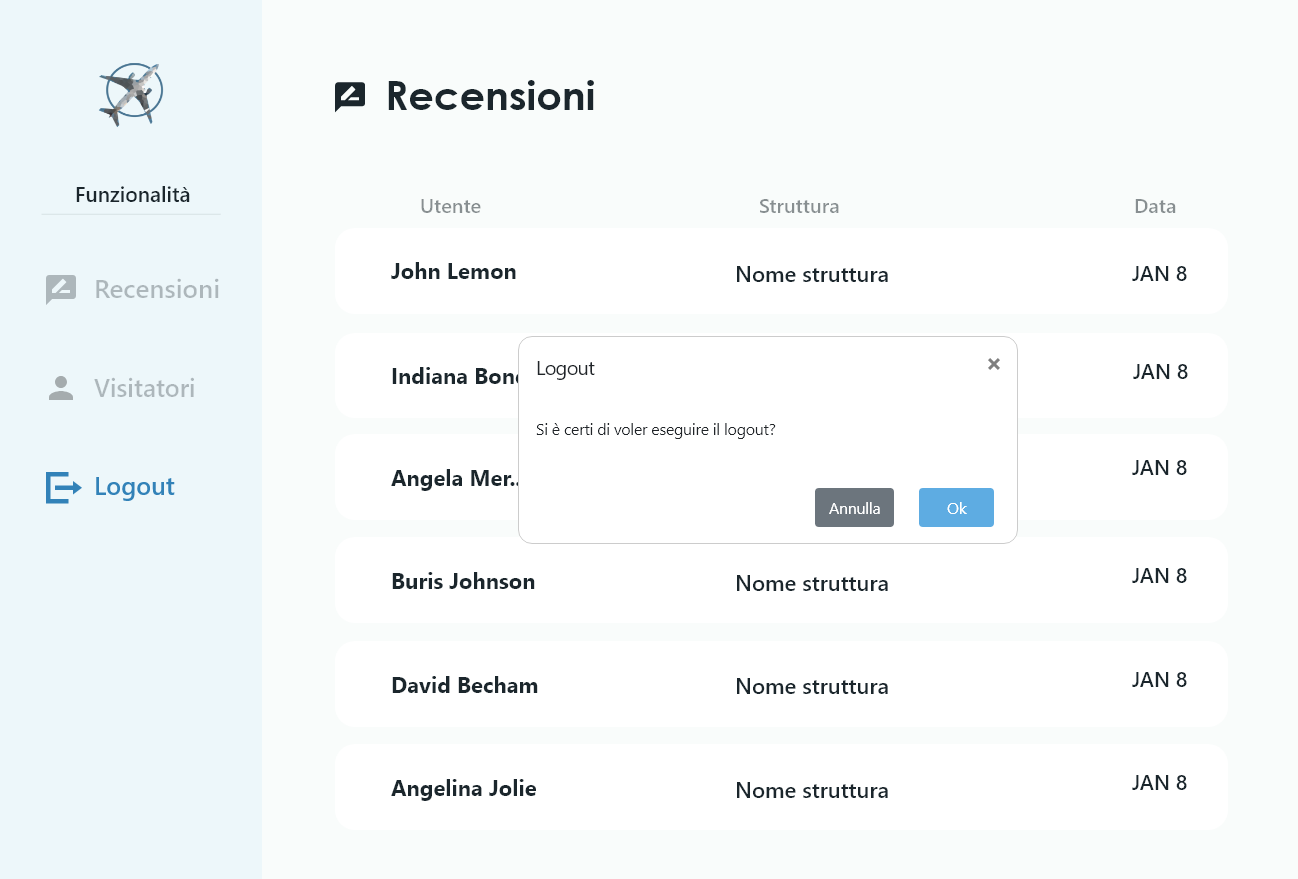 Recensioni
Funzionalità
Utente Struttura Data
John Lemon Nome struttura JAN 8
Recensioni
Indiana Bon JAN 8
Logout
Visitatori
Si è certi di voler eseguire il logout?
Angela Mer.. JAN 8
Logout
Annulla Ok
Buris Johnson Nome struttura JAN 8
David Becham Nome struttura JAN 8
Angelina Jolie Nome struttura JAN 8